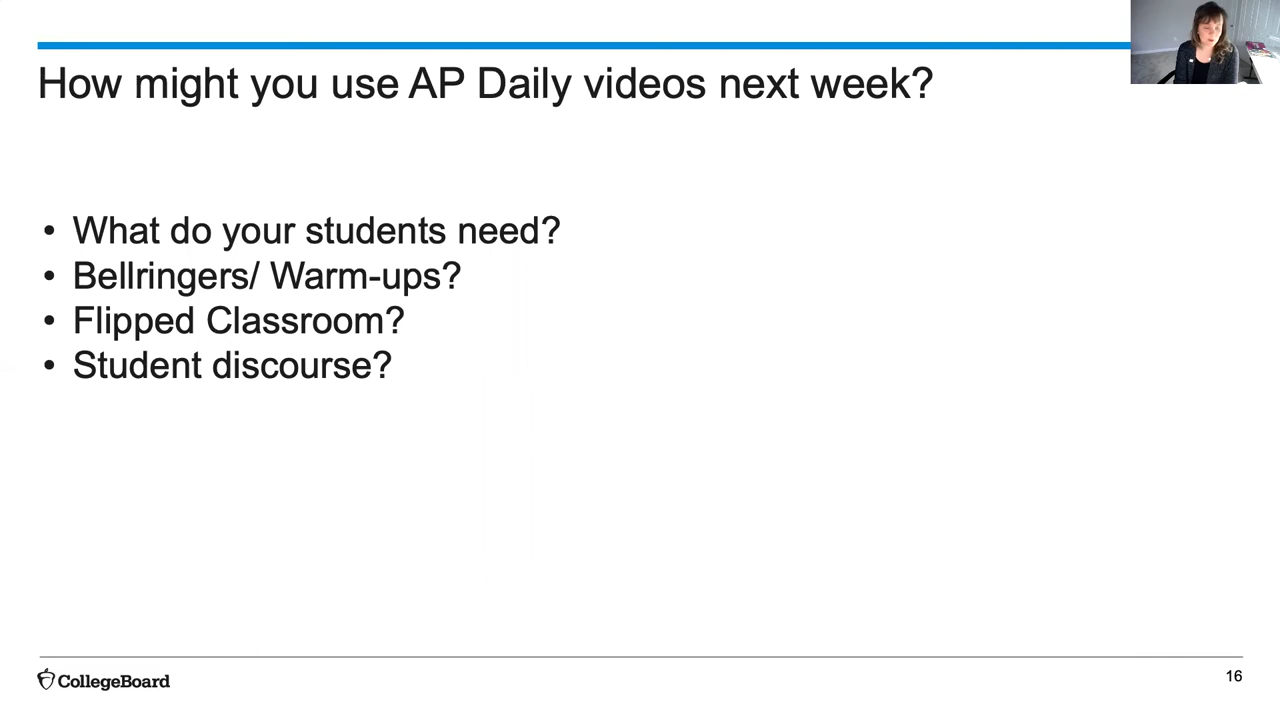 How might you use AP Daily videos next week?
• What do your students need?
• Bellringers/ Warm-ups?
• Flipped Classroom?
• Student discourse?
CollegeBoard
16